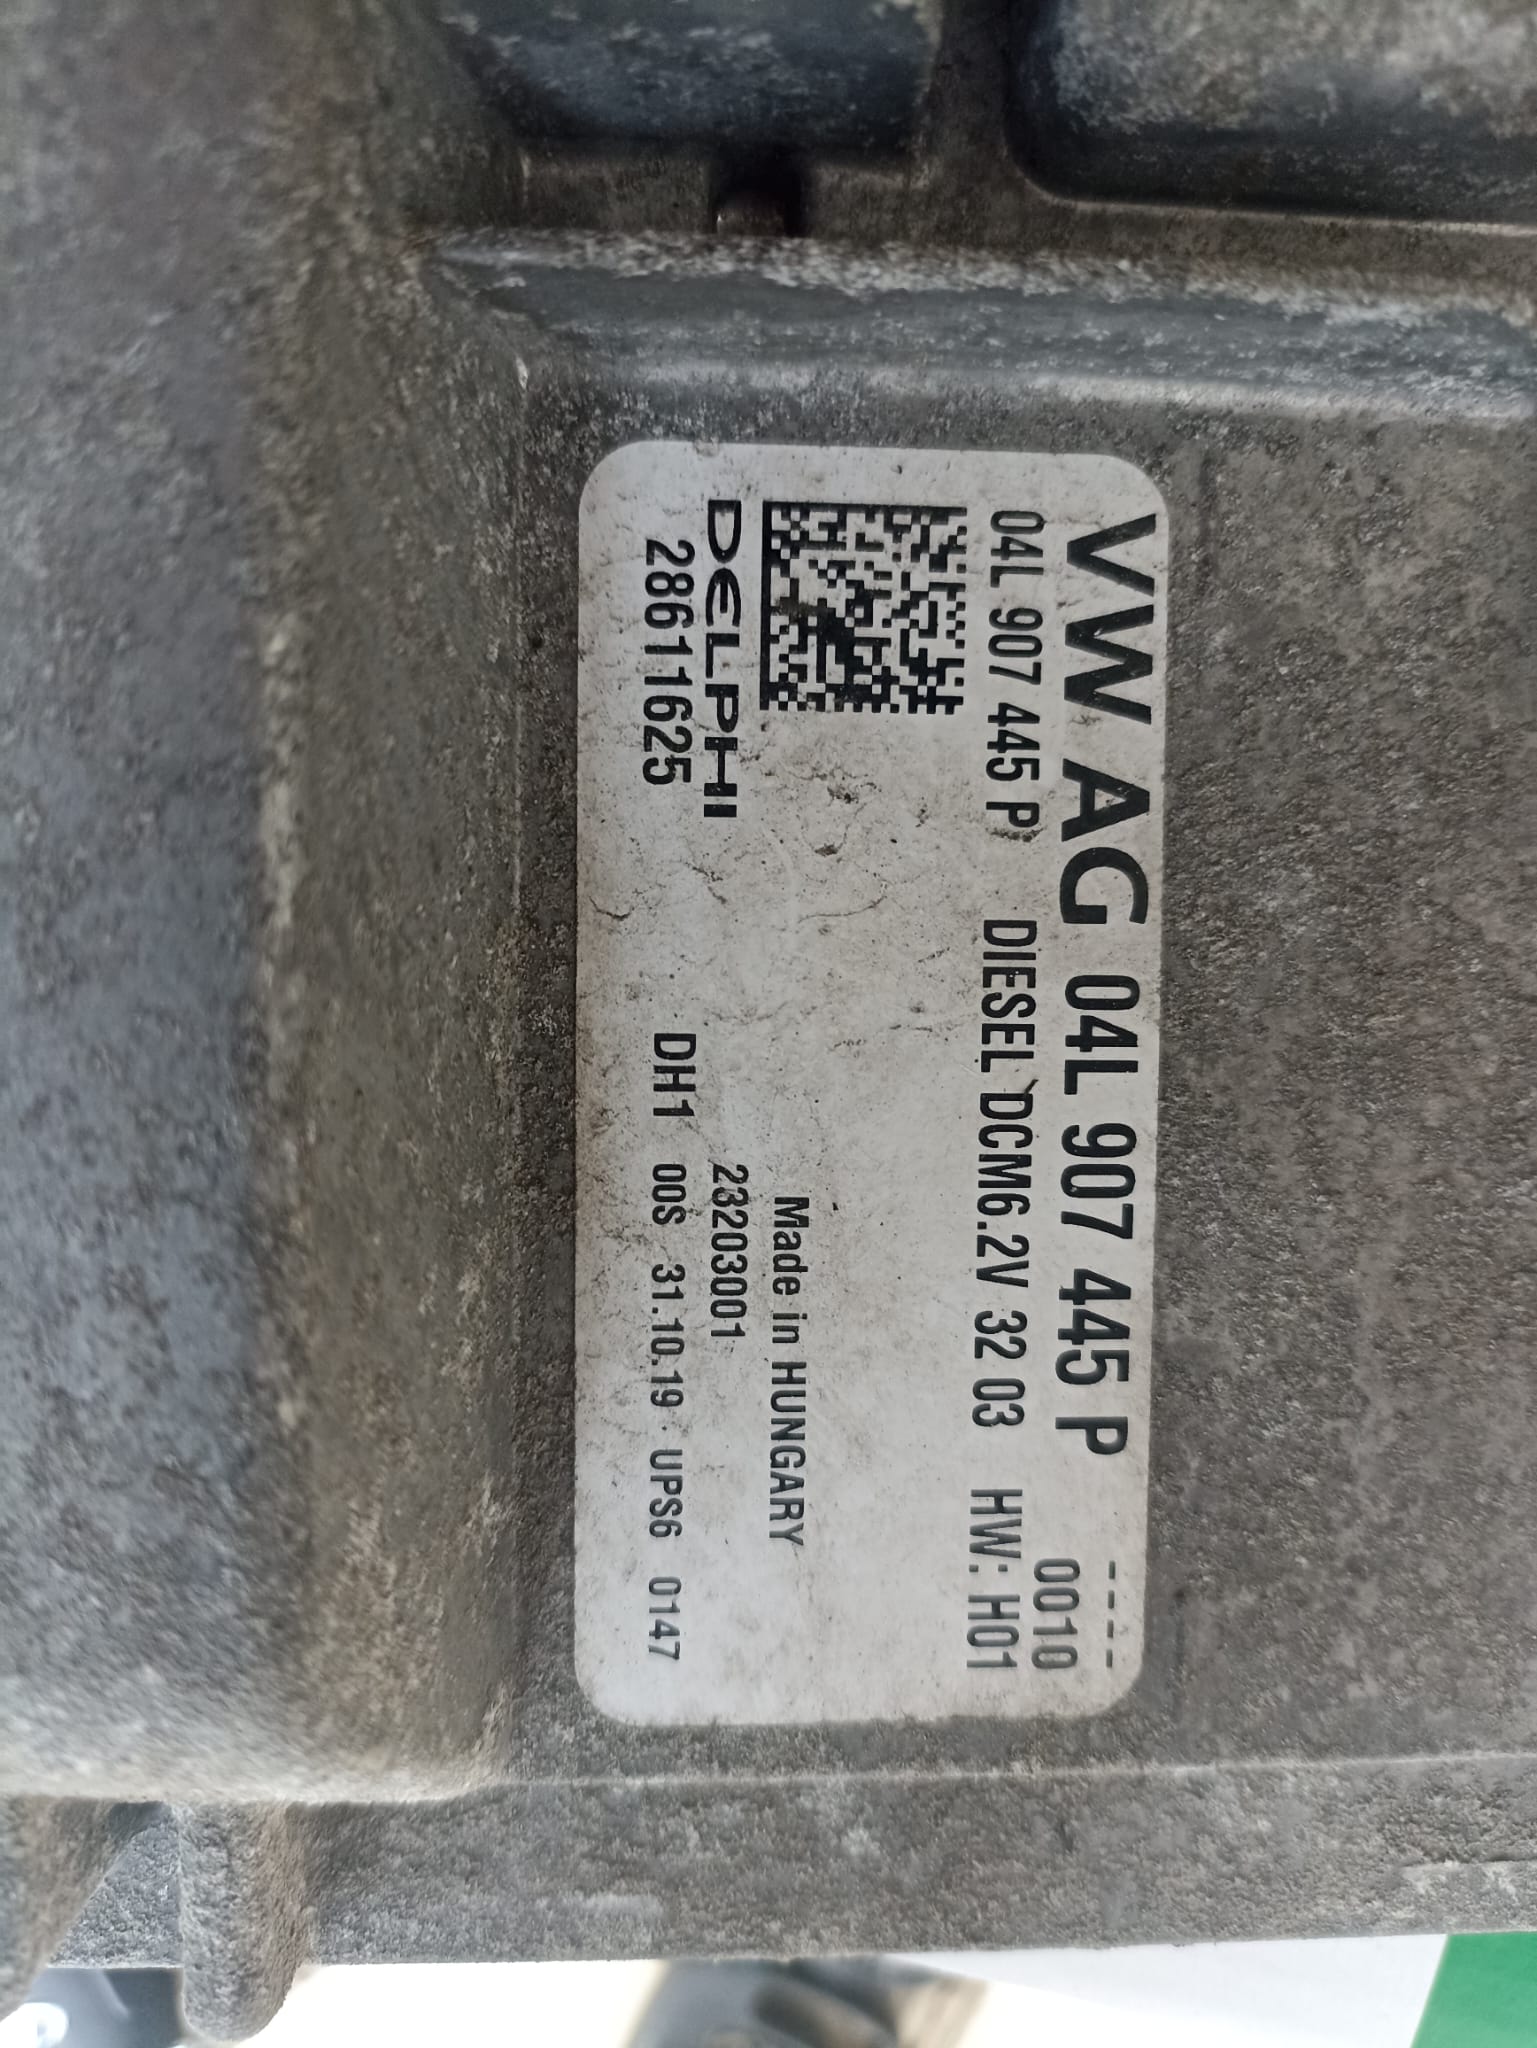 VW AG 04L 907 445 P ----
0010
04L 907 445 P DIESEL DCM6.2V 32 03 HW: H01
Made in HUNGARY
DELPHI 28203001
28611625 DH1 00S 31.10.19 · UPS6 0147